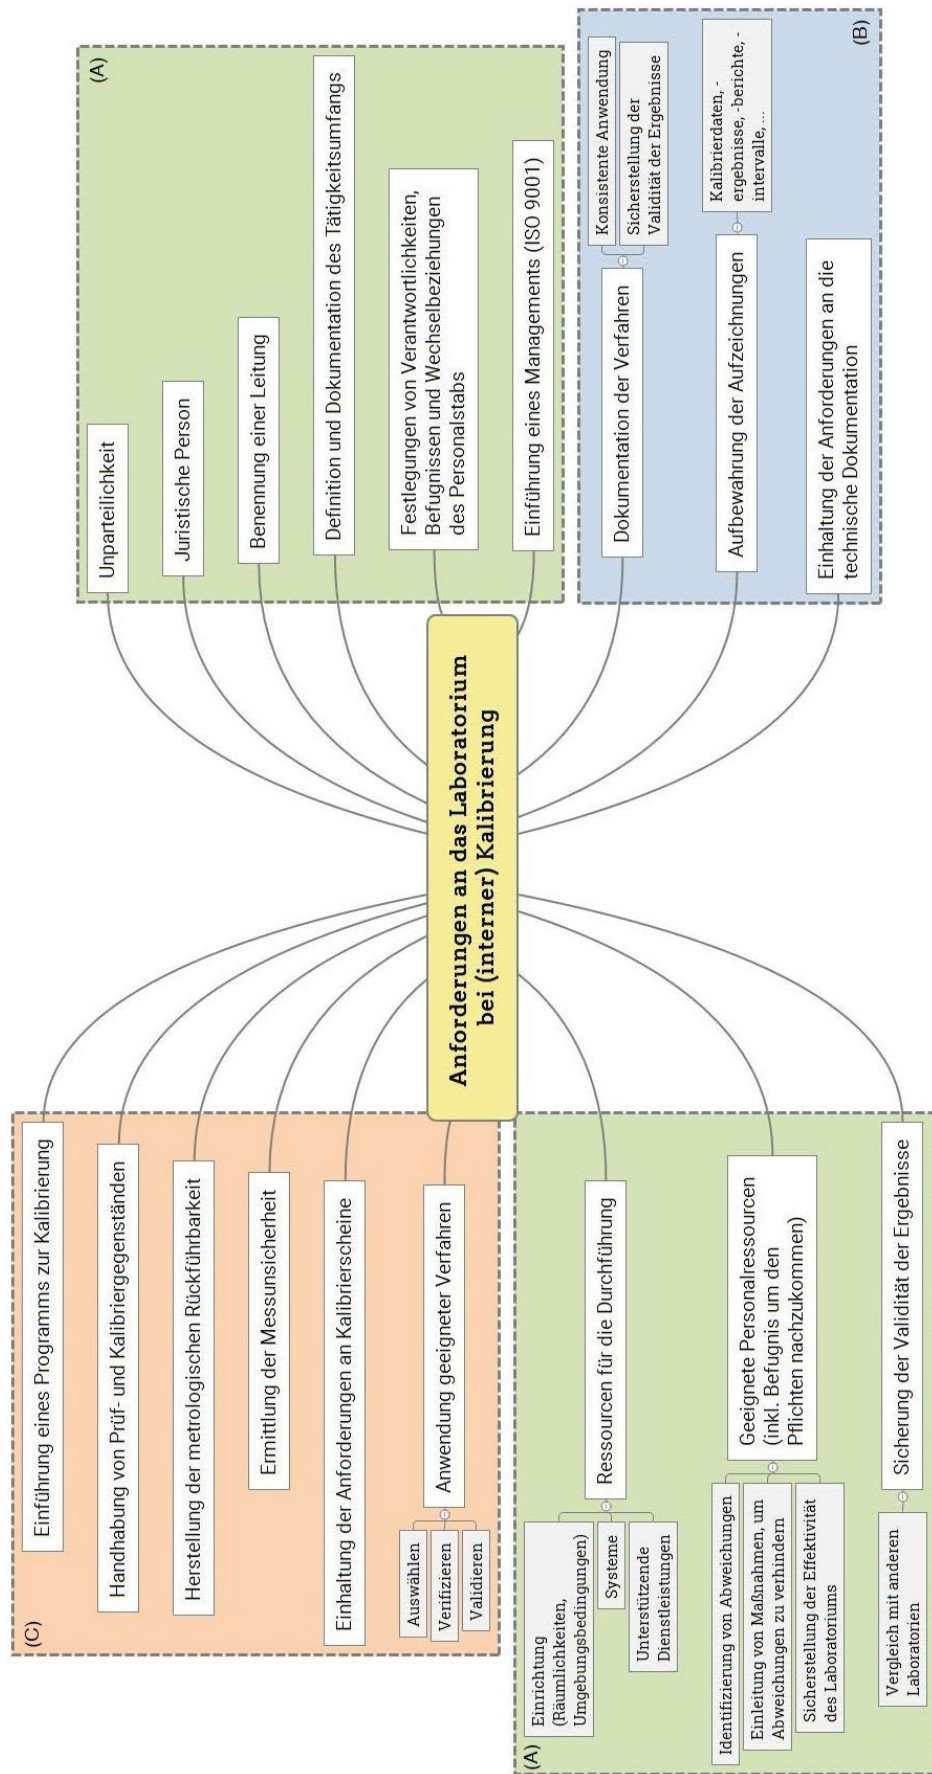 Anforderungen an das Laboratorium
bei (interner) Kalibrierung
(C)
Einführung eines Programms zur Kalibrierung
Handhabung von Prüf- und Kalibriergegenständen
Herstellung der metrologischen Rückführbarkeit
Ermittlung der Messunsicherheit
Einhaltung der Anforderungen an Kalibrierscheine
Anwendung geeigneter Verfahren
Auswählen
Verifizieren
Validieren
(A)
Ressourcen für die Durchführung
Einrichtung
(Räumlichkeiten,
Umgebungsbedingungen)
Systeme
Unterstützende
Dienstleistungen
Geeignete Personalressourcen
(inkl. Befugnis um den
Pflichten nachzukommen)
Identifizierung von Abweichungen
Einleitung von Maßnahmen, um
Abweichungen zu verhindern
Sicherstellung der Effektivität
des Laboratoriums
Sicherung der Validität der Ergebnisse
Vergleich mit anderen
Laboratorien
(A)
Unparteilichkeit
Juristische Person
Benennung einer Leitung
Definition und Dokumentation des Tätigkeitsumfangs
Festlegungen von Verantwortlichkeiten,
Befugnissen und Wechselbeziehungen
des Personalstabs
Einführung eines Managements (ISO 9001)
(B)
Dokumentation der Verfahren
Konsistente Anwendung
Sicherstellung der
Validität der Ergebnisse
Aufbewahrung der Aufzeichnungen
Kalibrierdaten, -
ergebnisse, -berichte, -
intervalle, ...
Einhaltung der Anforderungen an die
technische Dokumentation